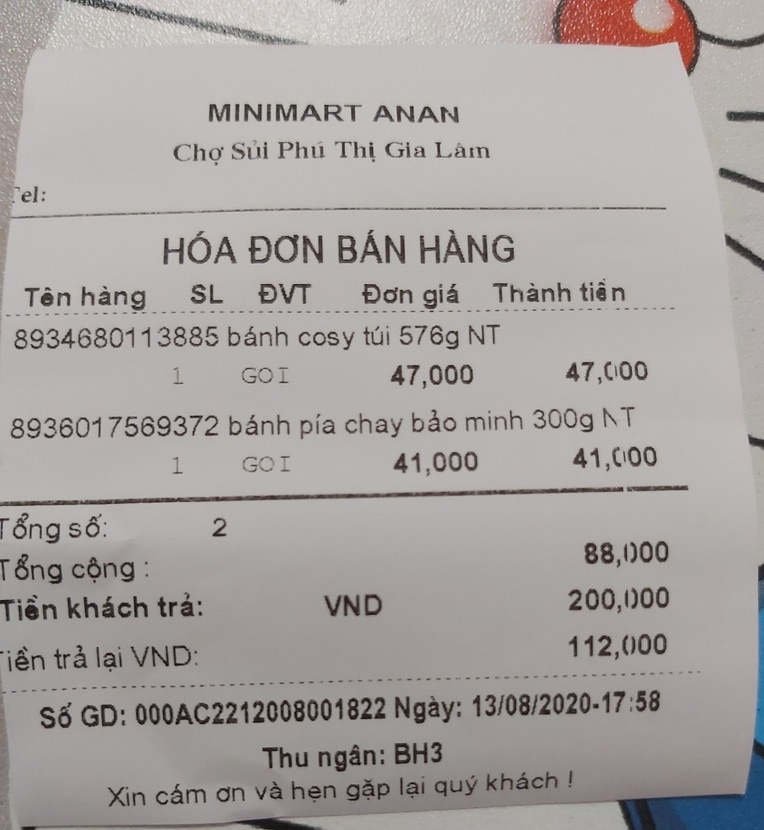 MINIMART ANAN
Chợ Sủi Phú Thị Gia Lâm
Tel:
HÓA ĐƠN BÁN HÀNG
Tên hàng SL ĐVT Đơn giá Thành tiền
8934680113885 bánh cosy túi 576g NT
1 GOI 47,000 47,000
8936017569372 bánh pía chay bảo minh 300g NT
1 GOI 41,000 41,000
Tổng số: 2
Tổng cộng : 88,000
Tiền khách trả: VND 200,000
Tiền trả lại VND: 112,000
Số GD: 000AC2212008001822 Ngày: 13/08/2020-17:58
Thu ngân: BH3
Xin cám ơn và hẹn gặp lại quý khách !